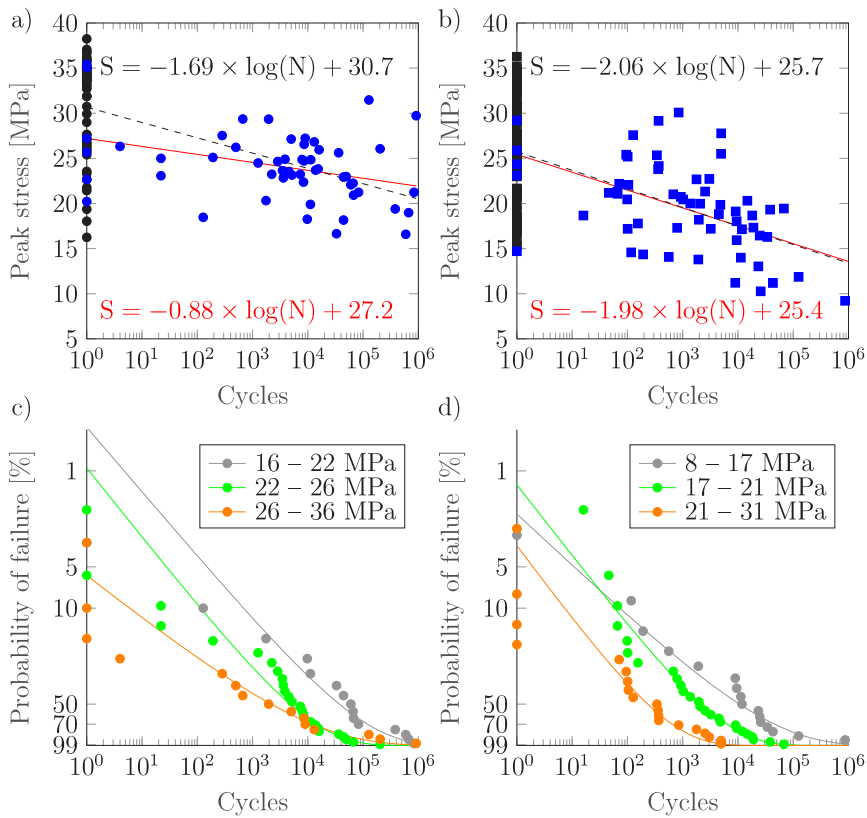 a)
40
35
30
25
20
15
10
5
Peak stress [MPa]
S = −1.69 × log(N) + 30.7
S = −0.88 × log(N) + 27.2
10^0 10^1 10^2 10^3 10^4 10^5 10^6
Cycles
b)
40
35
30
25
20
15
10
5
Peak stress [MPa]
S = −2.06 × log(N) + 25.7
S = −1.98 × log(N) + 25.4
10^0 10^1 10^2 10^3 10^4 10^5 10^6
Cycles
c)
1
5
10
50
70
99
Probability of failure [%]
16 – 22 MPa
22 – 26 MPa
26 – 36 MPa
10^0 10^1 10^2 10^3 10^4 10^5 10^6
Cycles
d)
1
5
10
50
70
99
Probability of failure [%]
8 – 17 MPa
17 – 21 MPa
21 – 31 MPa
10^0 10^1 10^2 10^3 10^4 10^5 10^6
Cycles